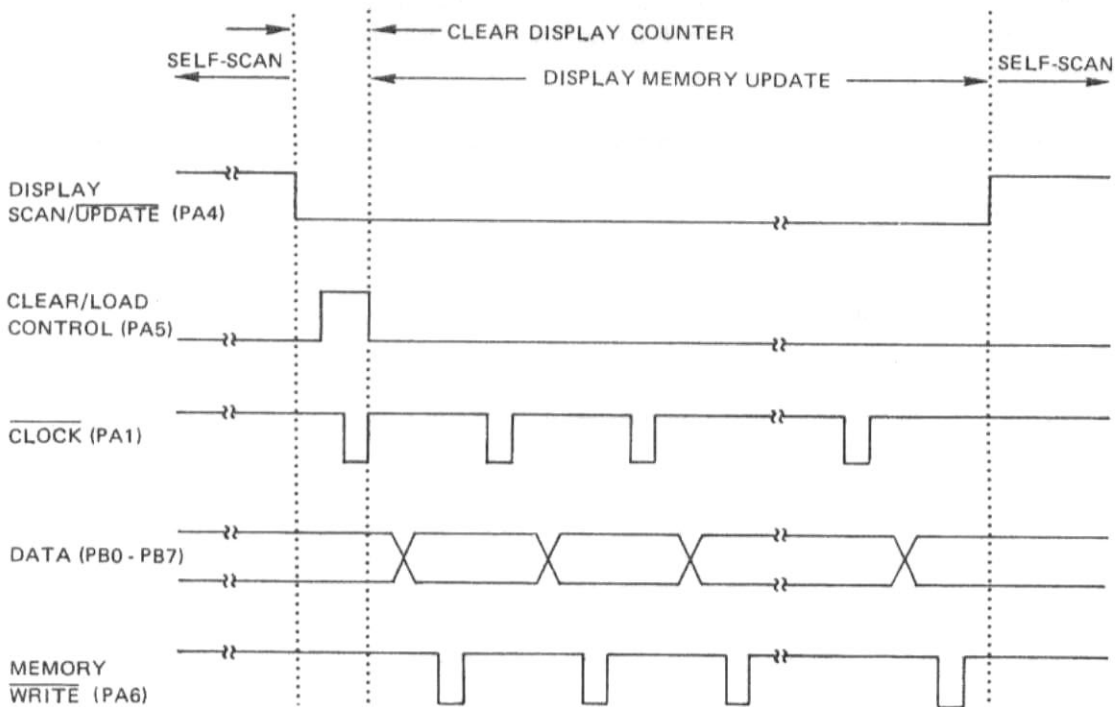 CLEAR DISPLAY COUNTER
SELF-SCAN
DISPLAY MEMORY UPDATE
SELF-SCAN
DISPLAY
SCAN/UPDATE (PA4)
CLEAR/LOAD
CONTROL (PA5)
CLOCK (PA1)
DATA (PB0 - PB7)
MEMORY
WRITE (PA6)